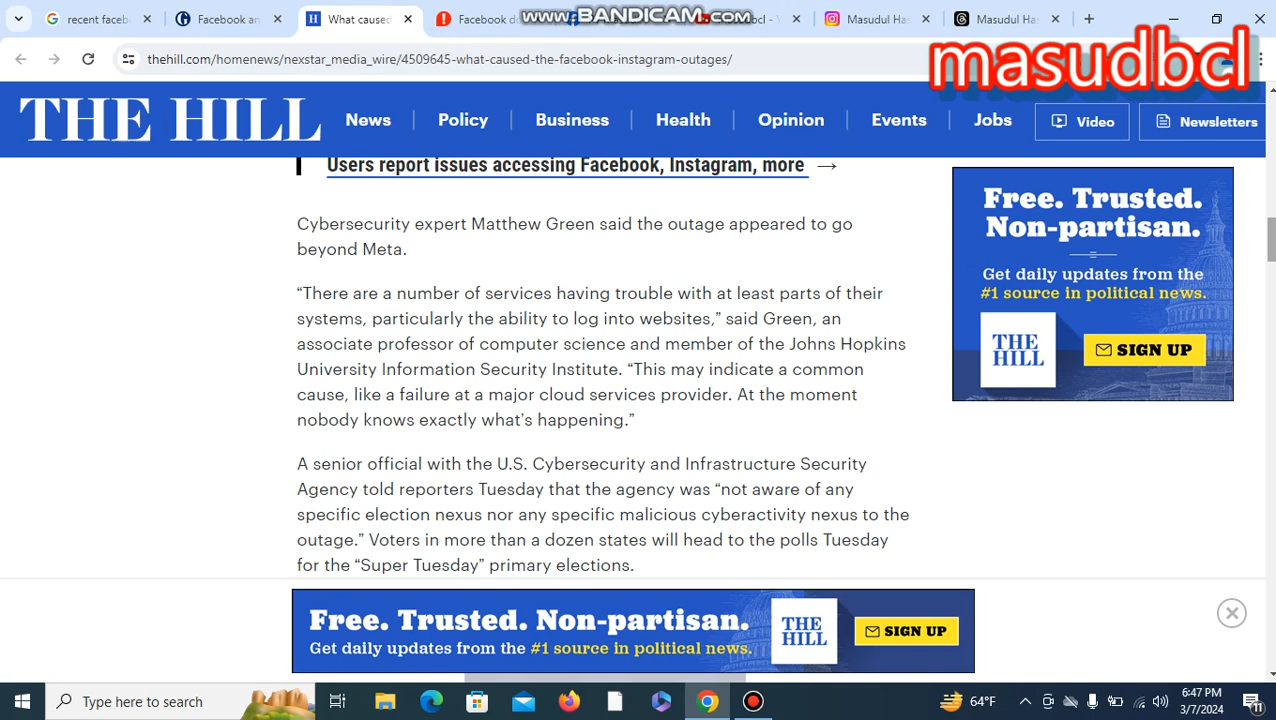 www.BANDICAM.com
recent faceb
Facebook an
What caused
Facebook de
Masudul Ha
Masudul Ha
thehill.com/homenews/nexstar_media_wire/4509645-what-caused-the-facebook-instagram-outages/
masudbcl
THE HILL
News
Policy
Business
Health
Opinion
Events
Jobs
Video
Newsletters
Users report issues accessing Facebook, Instagram, more →
Cybersecurity expert Matthew Green said the outage appeared to go
beyond Meta.
“There are a number of services having trouble with at least parts of their
systems, particularly the ability to log into websites,” said Green, an
associate professor of computer science and member of the Johns Hopkins
University Information Security Institute. “This may indicate a common
cause, like a failure at a major cloud services provider. At the moment
nobody knows exactly what’s happening.”
A senior official with the U.S. Cybersecurity and Infrastructure Security
Agency told reporters Tuesday that the agency was “not aware of any
specific election nexus nor any specific malicious cyberactivity nexus to the
outage.” Voters in more than a dozen states will head to the polls Tuesday
for the “Super Tuesday” primary elections.
Free. Trusted.
Non-partisan.
Get daily updates from the
#1 source in political news.
THE
HILL
SIGN UP
Free. Trusted. Non-partisan.
Get daily updates from the #1 source in political news.
THE
HILL
SIGN UP
Type here to search
64°F
6:47 PM
3/7/2024
11